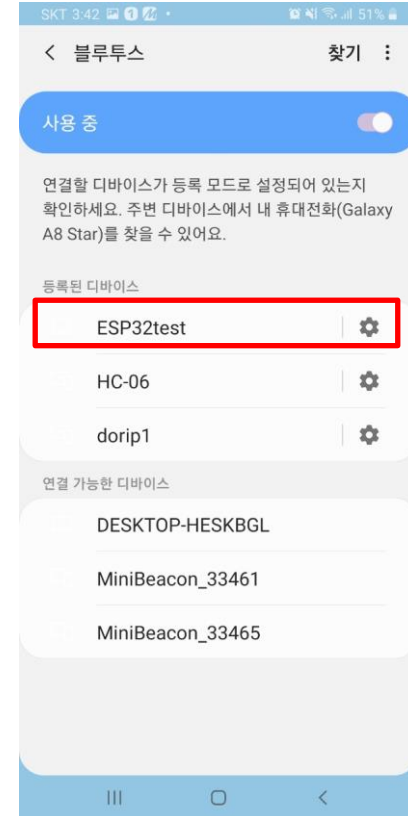 SKT 3:42
51%
블루투스 찾기
사용 중
연결할 디바이스가 등록 모드로 설정되어 있는지
확인하세요. 주변 디바이스에서 내 휴대전화(Galaxy
A8 Star)를 찾을 수 있어요.
등록된 디바이스
ESP32test
HC-06
dorip1
연결 가능한 디바이스
DESKTOP-HESKBGL
MiniBeacon_33461
MiniBeacon_33465